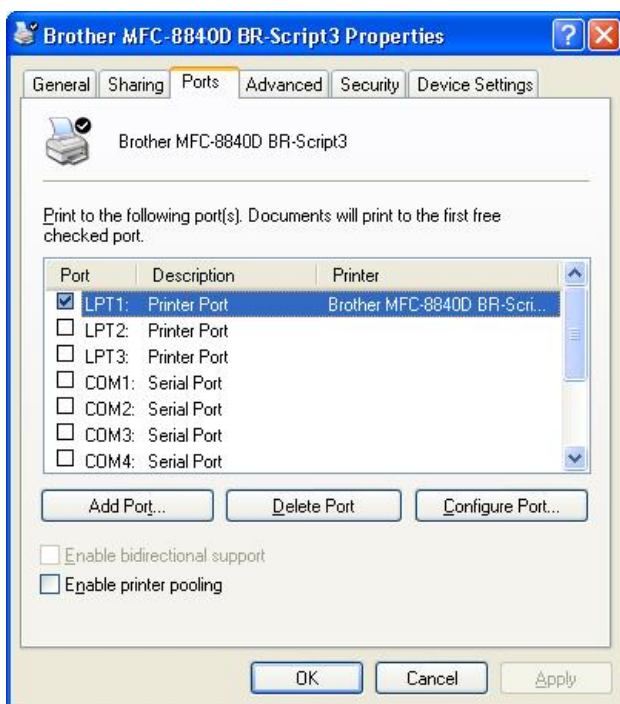 Brother MFC-8840D BR-Script3 Properties
General Sharing Ports Advanced Security Device Settings
Brother MFC-8840D BR-Script3
Print to the following port(s). Documents will print to the first free
checked port.
Port Description Printer
LPT1: Printer Port Brother MFC-8840D BR-Scri...
LPT2: Printer Port
LPT3: Printer Port
COM1: Serial Port
COM2: Serial Port
COM3: Serial Port
COM4: Serial Port
Add Port... Delete Port Configure Port...
Enable bidirectional support
Enable printer pooling
OK Cancel Apply